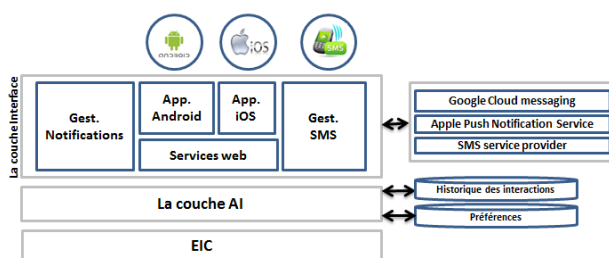 ANDROID
iOS
SMS
La couche Interface
Gest.
Notifications
App.
Android
App.
iOS
Services web
Gest.
SMS
Google Cloud messaging
Apple Push Notification Service
SMS service provider
La couche AI
Historique des interactions
Préférences
EIC